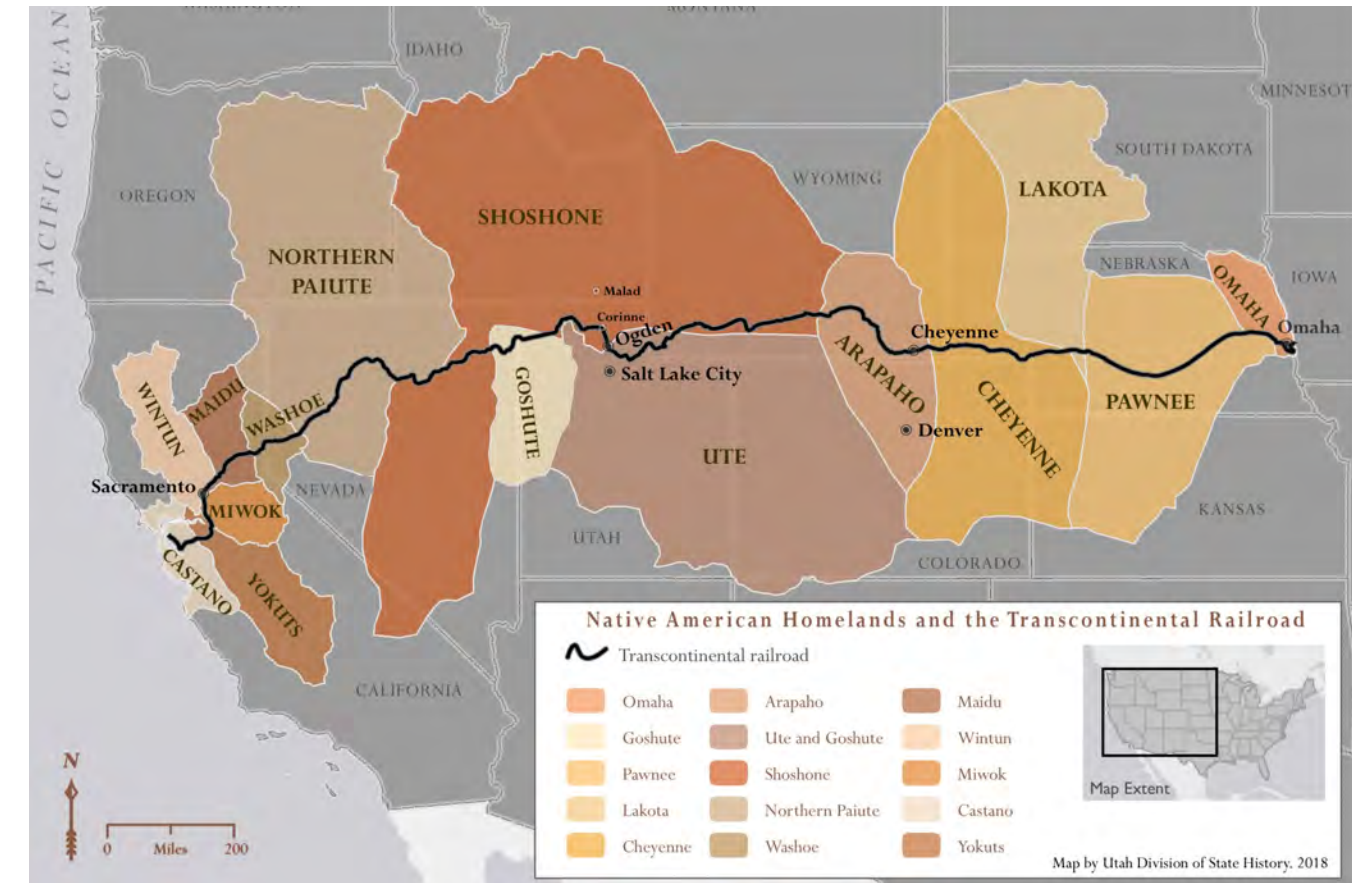 PACIFIC OCEAN
IDAHO
MINNESOT
OREGON
WYOMING
SOUTH DAKOTA
LAKOTA
SHOSHONE
NORTHERN
PAIUTE
NEBRASKA
OMAHA
IOWA
Malad
Corinne
Ogden
Cheyenne
Omaha
Salt Lake City
ARAPAHO
WINTUN
MAIDU
WASHOE
GOSHUTE
CHEYENNE
PAWNEE
Denver
UTE
Sacramento
NEVADA
MIWOK
KANSAS
UTAH
COLORADO
CASTANO
YOKUTS
CALIFORNIA
Native American Homelands and the Transcontinental Railroad
Transcontinental railroad
Omaha
Goshute
Pawnee
Lakota
Cheyenne
Arapaho
Ute and Goshute
Shoshone
Northern Paiute
Washoe
Maidu
Wintun
Miwok
Castano
Yokuts
Map Extent
Map by Utah Division of State History. 2018
N
0 Miles 200